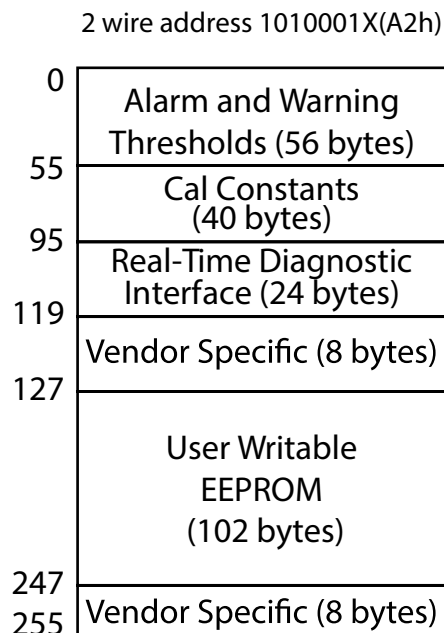 2 wire address 1010001X(A2h)
0
Alarm and Warning
Thresholds (56 bytes)
55
Cal Constants
(40 bytes)
95
Real-Time Diagnostic
Interface (24 bytes)
119
Vendor Specific (8 bytes)
127
User Writable
EEPROM
(102 bytes)
247
Vendor Specific (8 bytes)
255